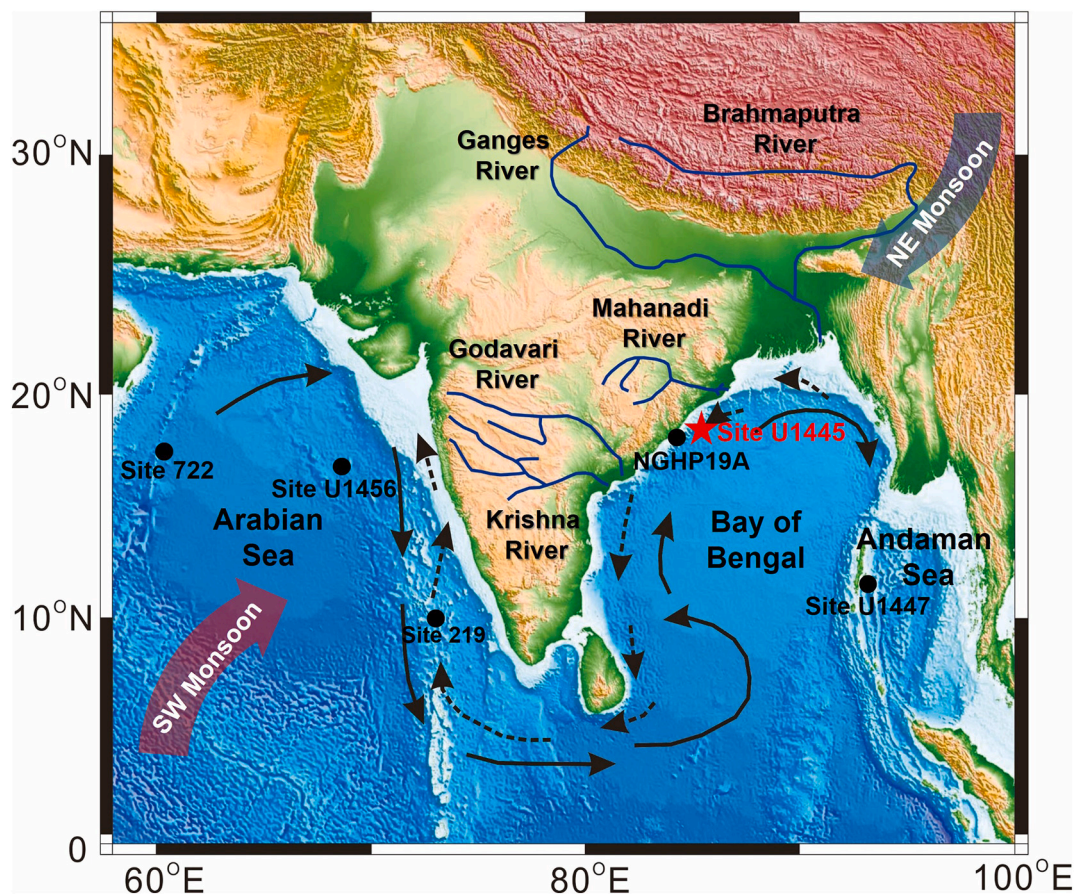 Brahmaputra
River
Ganges
River
30°N
NE Monsoon
Mahanadi
River
Godavari
River
20°N
Site U1445
NGHP19A
Site 722
Site U1456
Arabian
Sea
Krishna
River
Bay of
Bengal
Andaman
Sea
Site U1447
10°N
Site 219
SW Monsoon
0
60°E
80°E
100°E